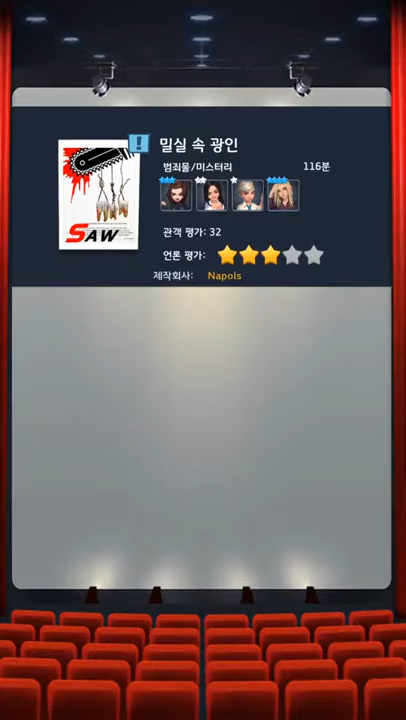 밀실 속 광인
범죄물/미스터리 116분
SAW
관객 평가: 32
언론 평가:
제작회사: Napols